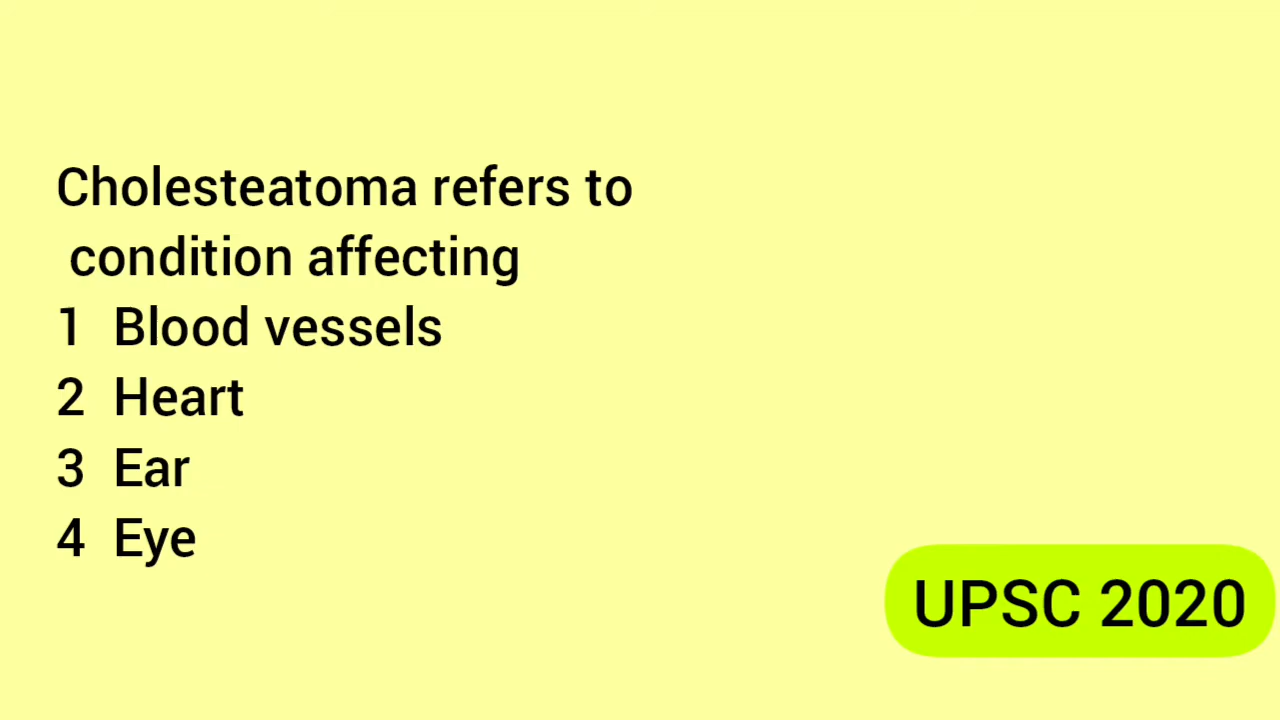 Cholesteatoma refers to
condition affecting
1 Blood vessels
2 Heart
3 Ear
4 Eye
UPSC 2020